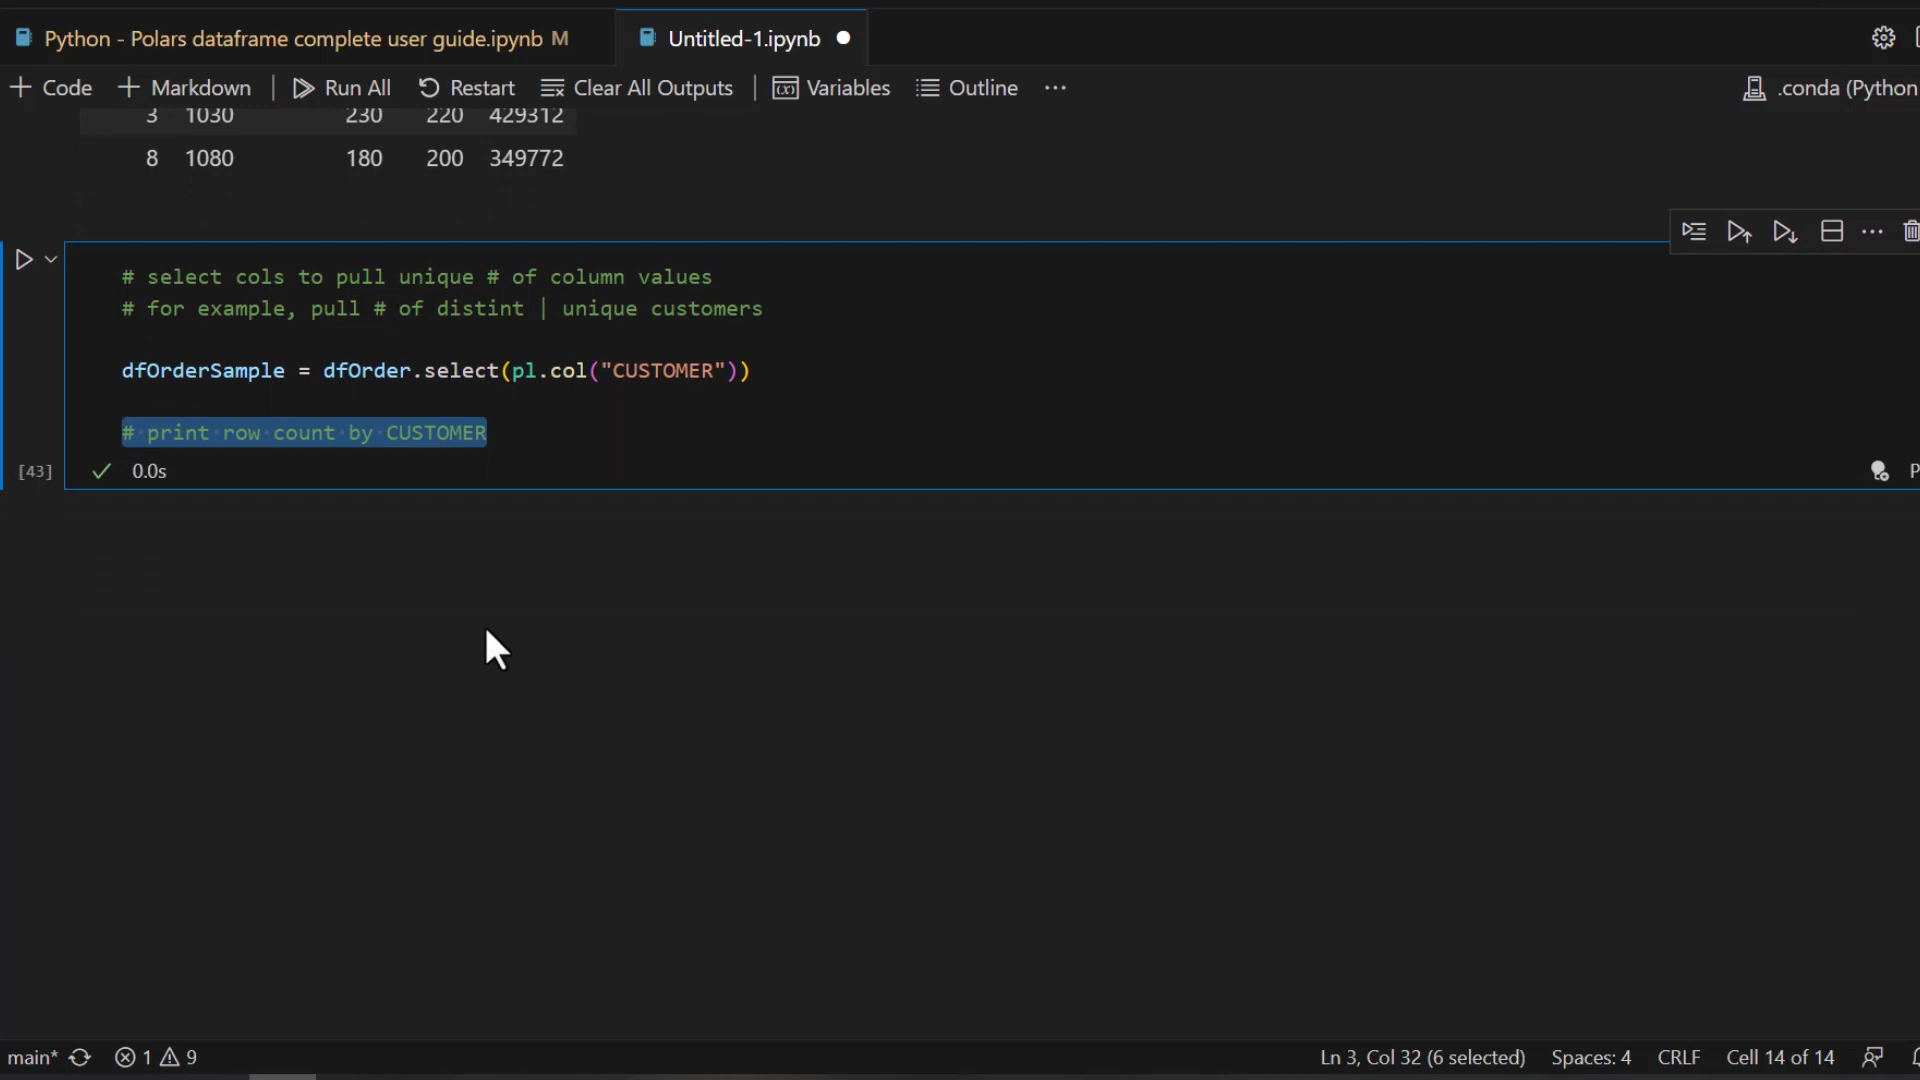 Python - Polars dataframe complete user guide.ipynb M
Untitled-1.ipynb
Code
Markdown
Run All
Restart
Clear All Outputs
Variables
Outline
.conda (Python
3 1030 230 220 429312
8 1080 180 200 349772
# select cols to pull unique # of column values
# for example, pull # of distint | unique customers
dfOrderSample = dfOrder.select(pl.col("CUSTOMER"))
# print row count by CUSTOMER
[43]
0.0s
P
main*
1
9
Ln 3, Col 32 (6 selected)
Spaces: 4
CRLF
Cell 14 of 14